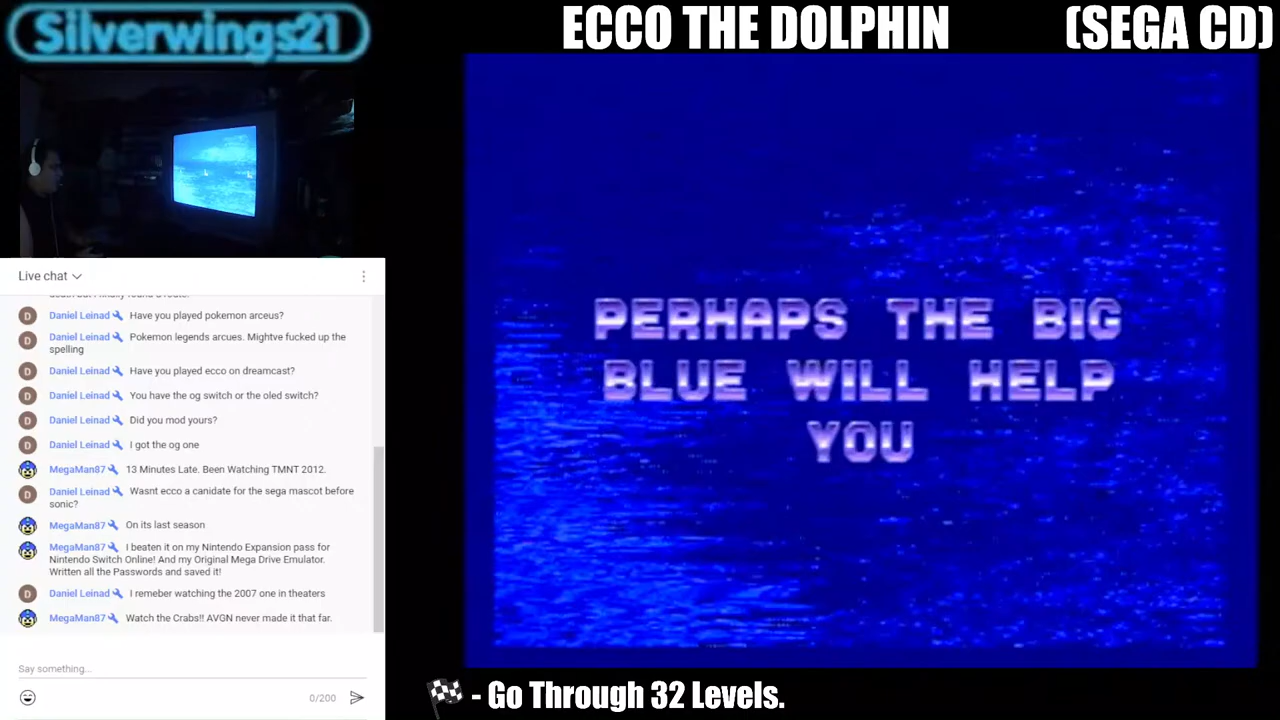 Silverwings21
ECCO THE DOLPHIN (SEGA CD)
Live chat
Daniel Leinad Have you played pokemon arceus?
Daniel Leinad Pokemon legends arcues. Mightve fucked up the
spelling
Daniel Leinad Have you played ecco on dreamcast?
Daniel Leinad You have the og switch or the oled switch?
Daniel Leinad Did you mod yours?
Daniel Leinad I got the og one
MegaMan87 13 Minutes Late. Been Watching TMNT 2012.
Daniel Leinad Wasnt ecco a canidate for the sega mascot before
sonic?
MegaMan87 On its last season
MegaMan87 I beaten it on my Nintendo Expansion pass for
Nintendo Switch Online! And my Original Mega Drive Emulator.
Written all the Passwords and saved it!
Daniel Leinad I remeber watching the 2007 one in theaters
MegaMan87 Watch the Crabs!! AVGN never made it that far.
Say something...
0/200
PERHAPS THE BIG
BLUE WILL HELP
YOU
- Go Through 32 Levels.